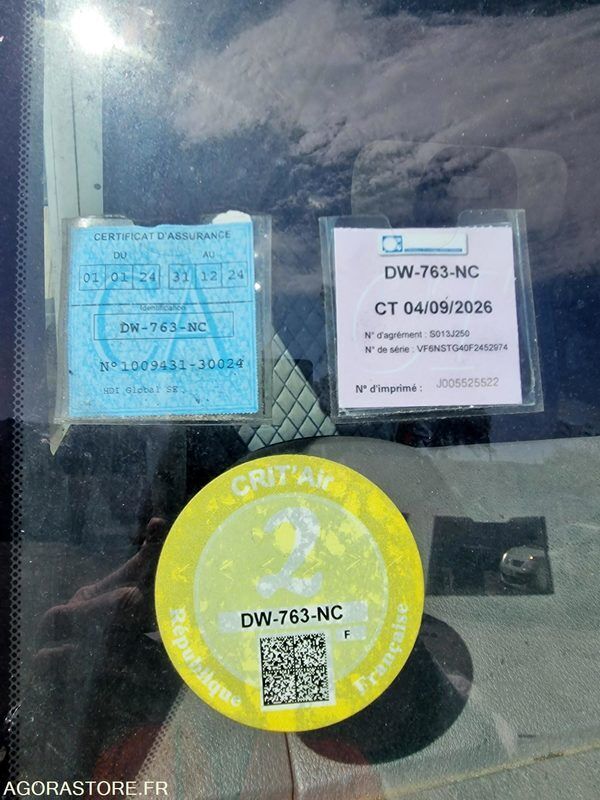 CERTIFICAT D'ASSURANCE
DU AU
01 01 24 31 12 24
Identification
DW-763-NC
N°1009431-30024
HDI Global SE
DW-763-NC
CT 04/09/2026
N° d'agrément : S013J250
N° de série : VF6NSTG40F2452974
N° d'imprimé : J005525522
CRIT'Air
2
DW-763-NC
F
République
Française
AGORASTORE.FR